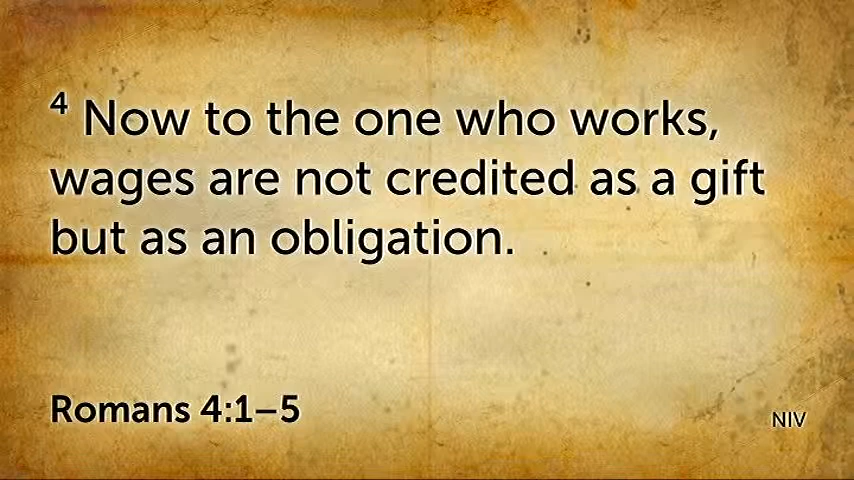 4 Now to the one who works,
wages are not credited as a gift
but as an obligation.
Romans 4:1–5
NIV